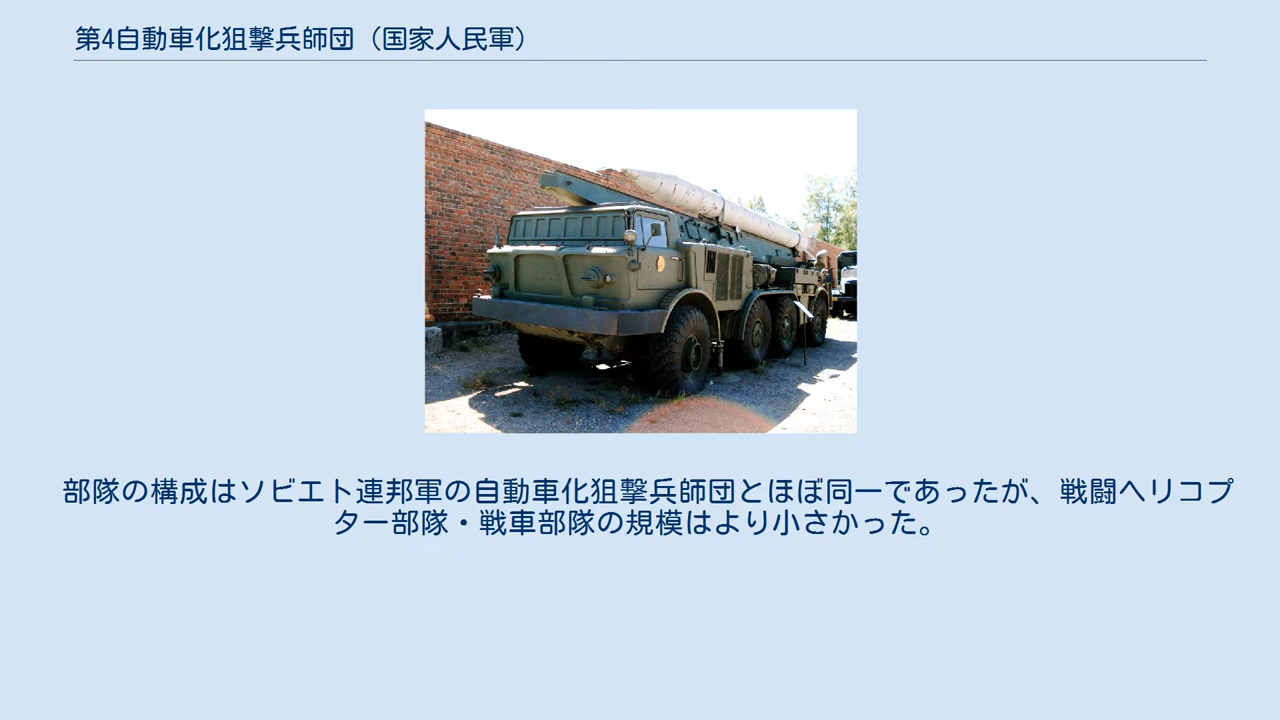 第4自動車化狙撃兵師団（国家人民軍）
部隊の構成はソビエト連邦軍の自動車化狙撃兵師団とほぼ同一であったが、戦闘ヘリコプ
ター部隊・戦車部隊の規模はより小さかった。